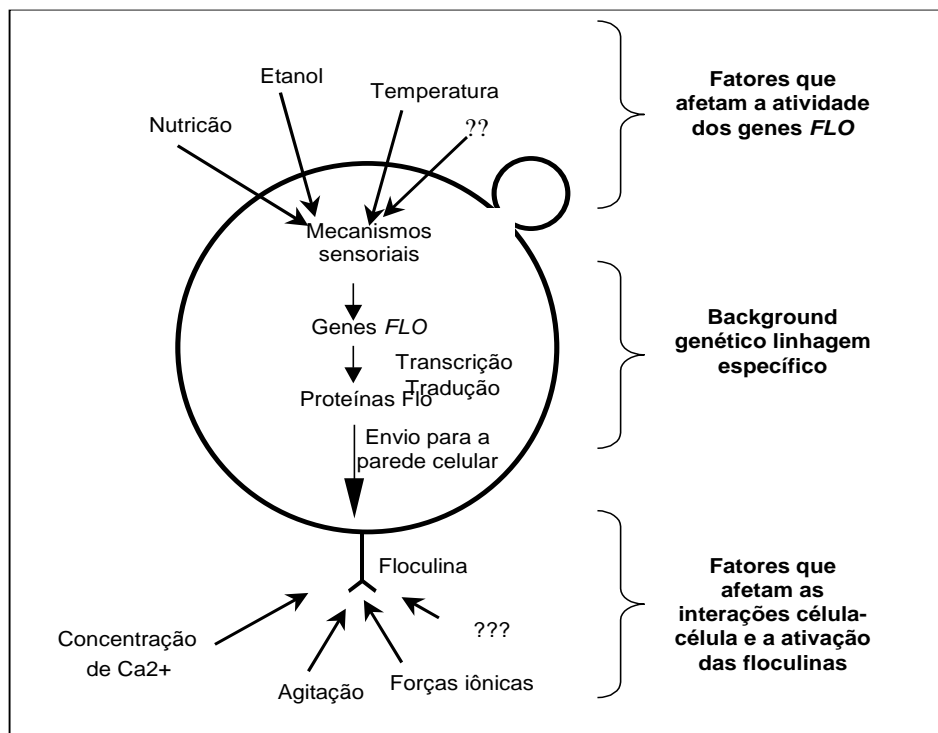 Etanol
Temperatura
Nutricão
??
Mecanismos
sensoriais
Genes FLO
Transcrição
Tradução
Proteínas Flo
Envio para a
parede celular
Floculina
Concentração
de Ca2+
Agitação
Forças iônicas
???
Fatores que
afetam a atividade
dos genes FLO
Background
genético linhagem
específico
Fatores que
afetam as
interações célula-
célula e a ativação
das floculinas